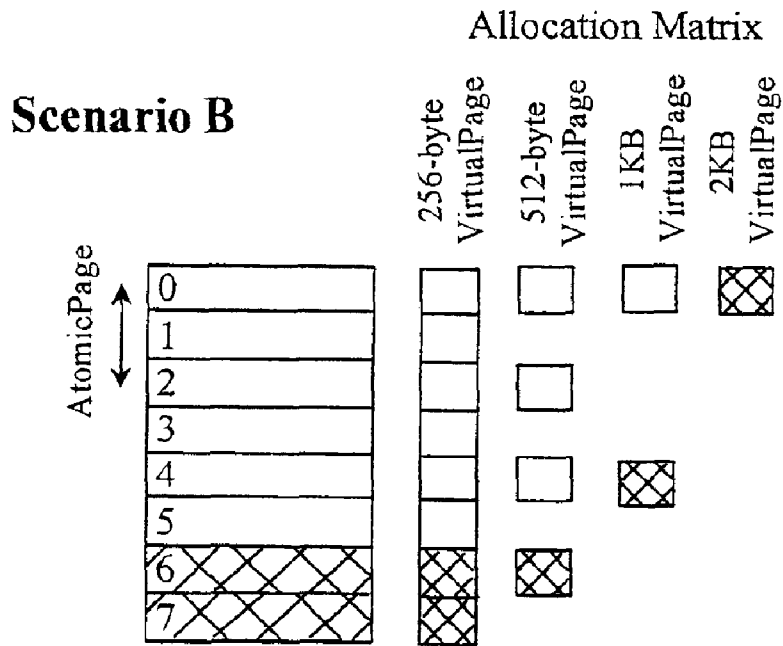 Allocation Matrix
Scenario B
256-byte
VirtualPage
512-byte
VirtualPage
1KB
VirtualPage
2KB
VirtualPage
AtomicPage
0
1
2
3
4
5
6
7